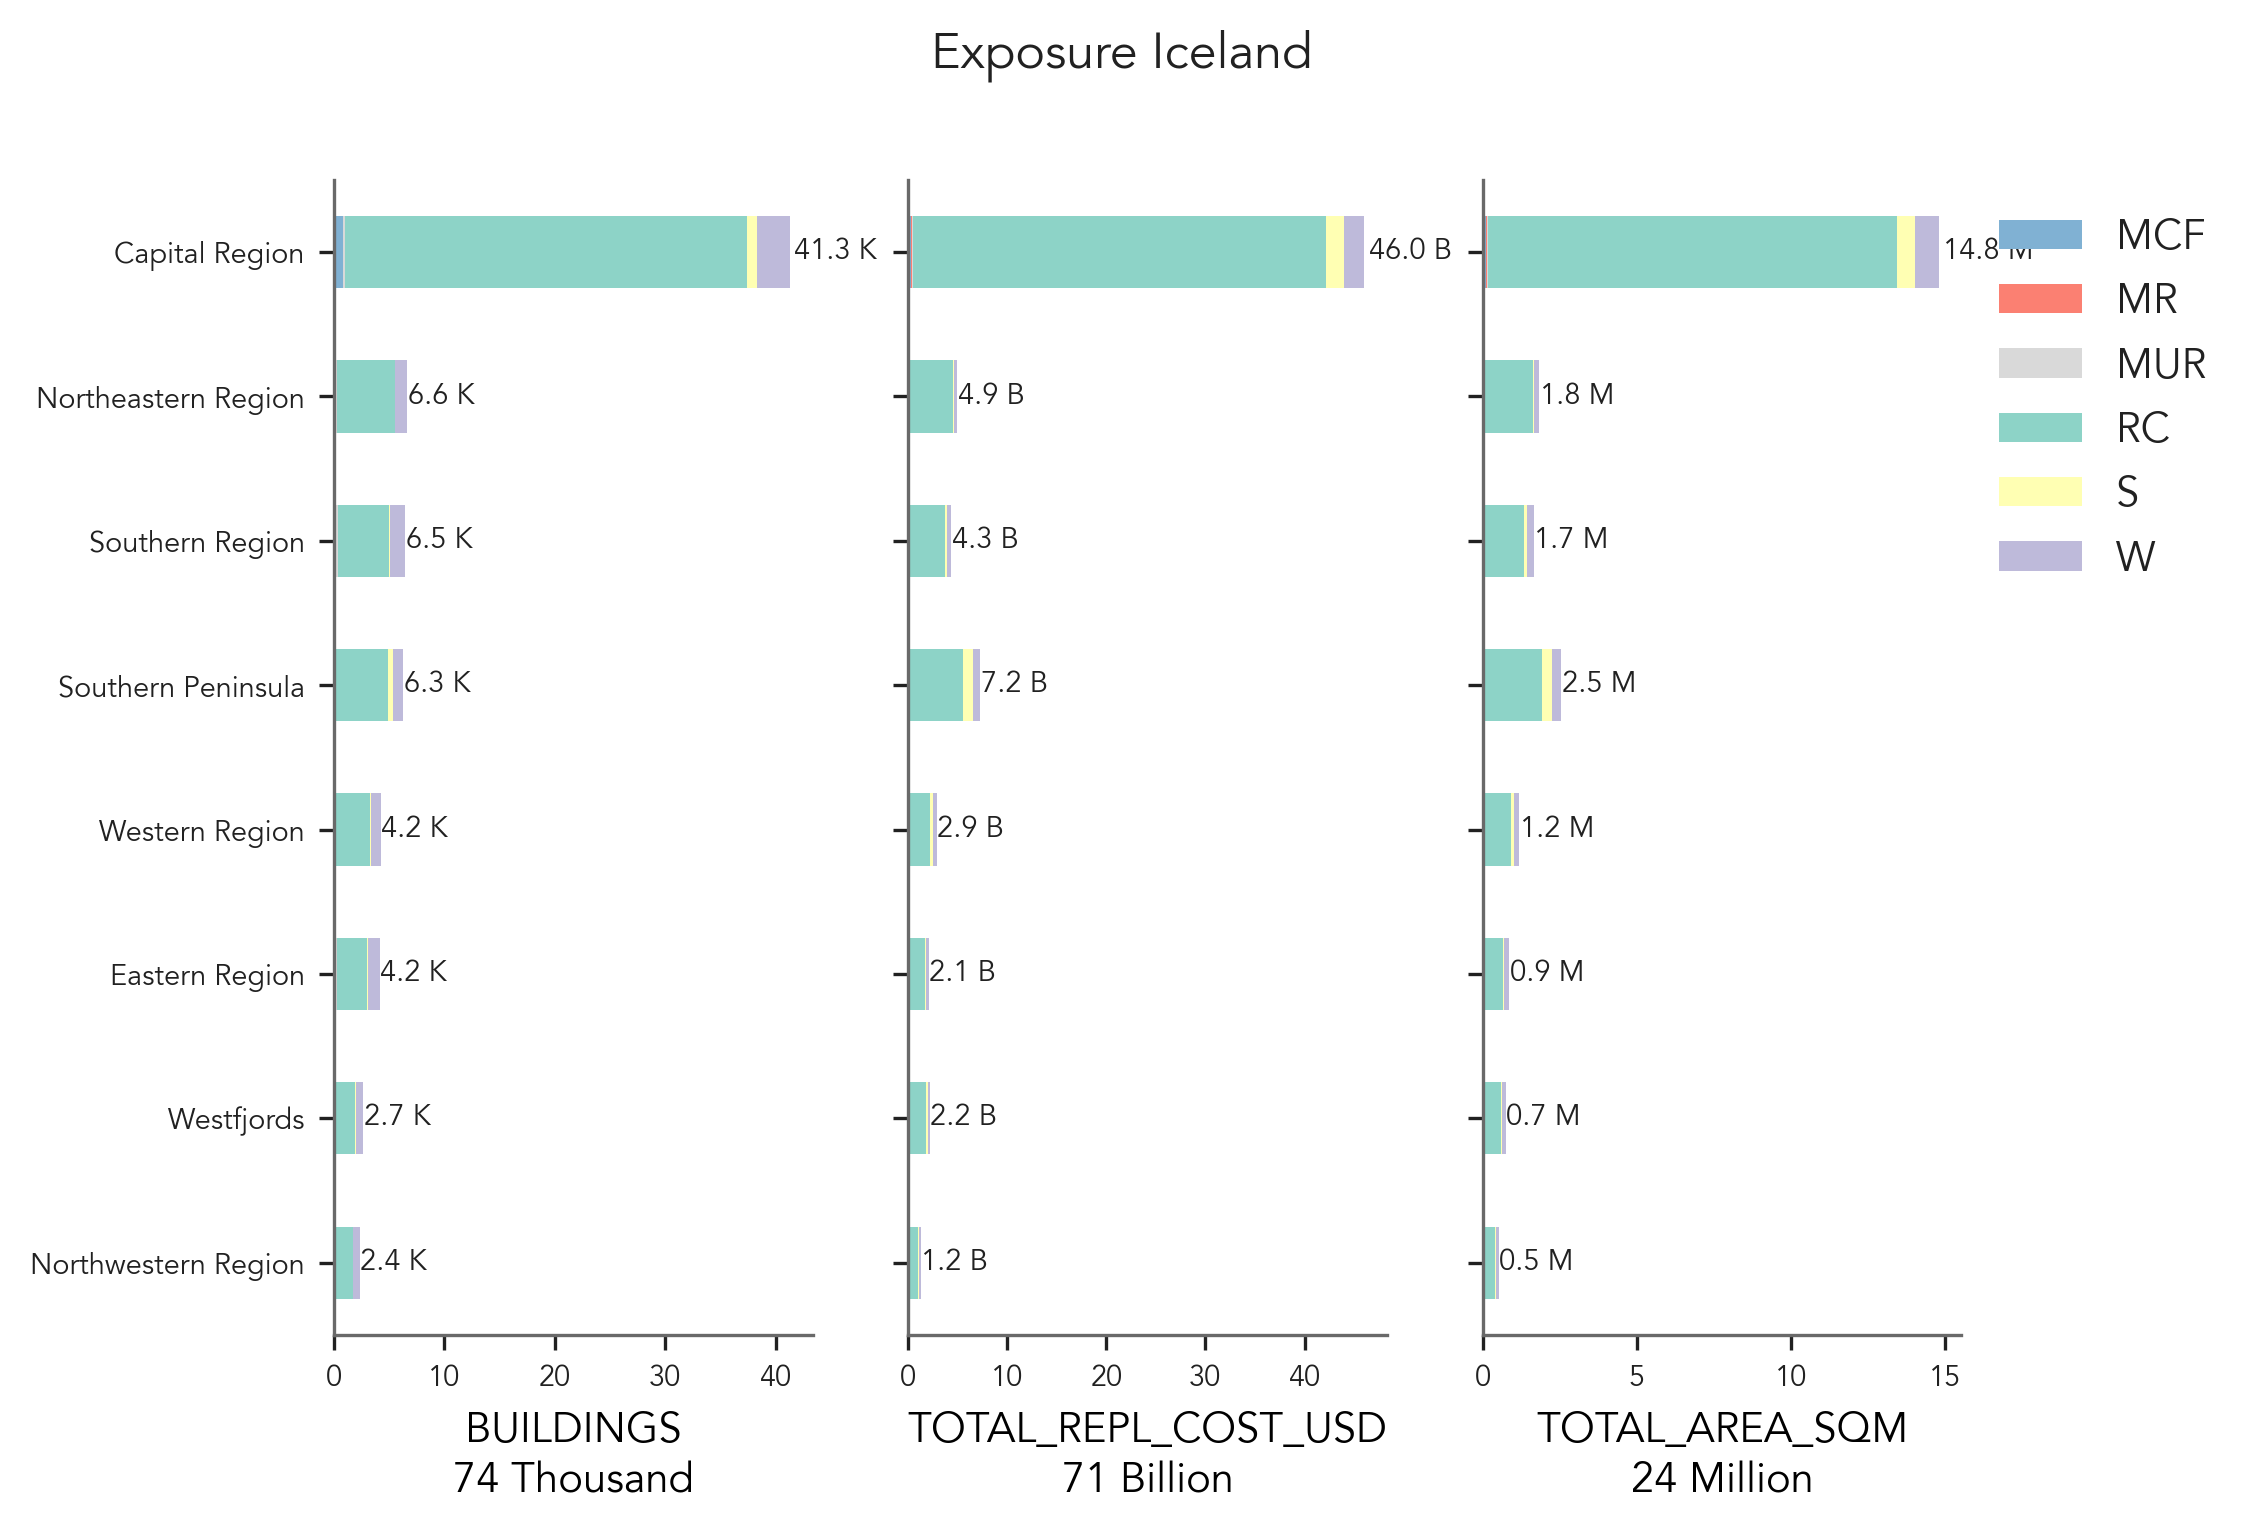 Exposure Iceland
Capital Region
Northeastern Region
Southern Region
Southern Peninsula
Western Region
Eastern Region
Westfjords
Northwestern Region
41.3 K
6.6 K
6.5 K
6.3 K
4.2 K
4.2 K
2.7 K
2.4 K
0 10 20 30 40
BUILDINGS
74 Thousand
46.0 B
4.9 B
4.3 B
7.2 B
2.9 B
2.1 B
2.2 B
1.2 B
0 10 20 30 40
TOTAL_REPL_COST_USD
71 Billion
14.8 M
1.8 M
1.7 M
2.5 M
1.2 M
0.9 M
0.7 M
0.5 M
0 5 10 15
TOTAL_AREA_SQM
24 Million
MCF
MR
MUR
RC
S
W